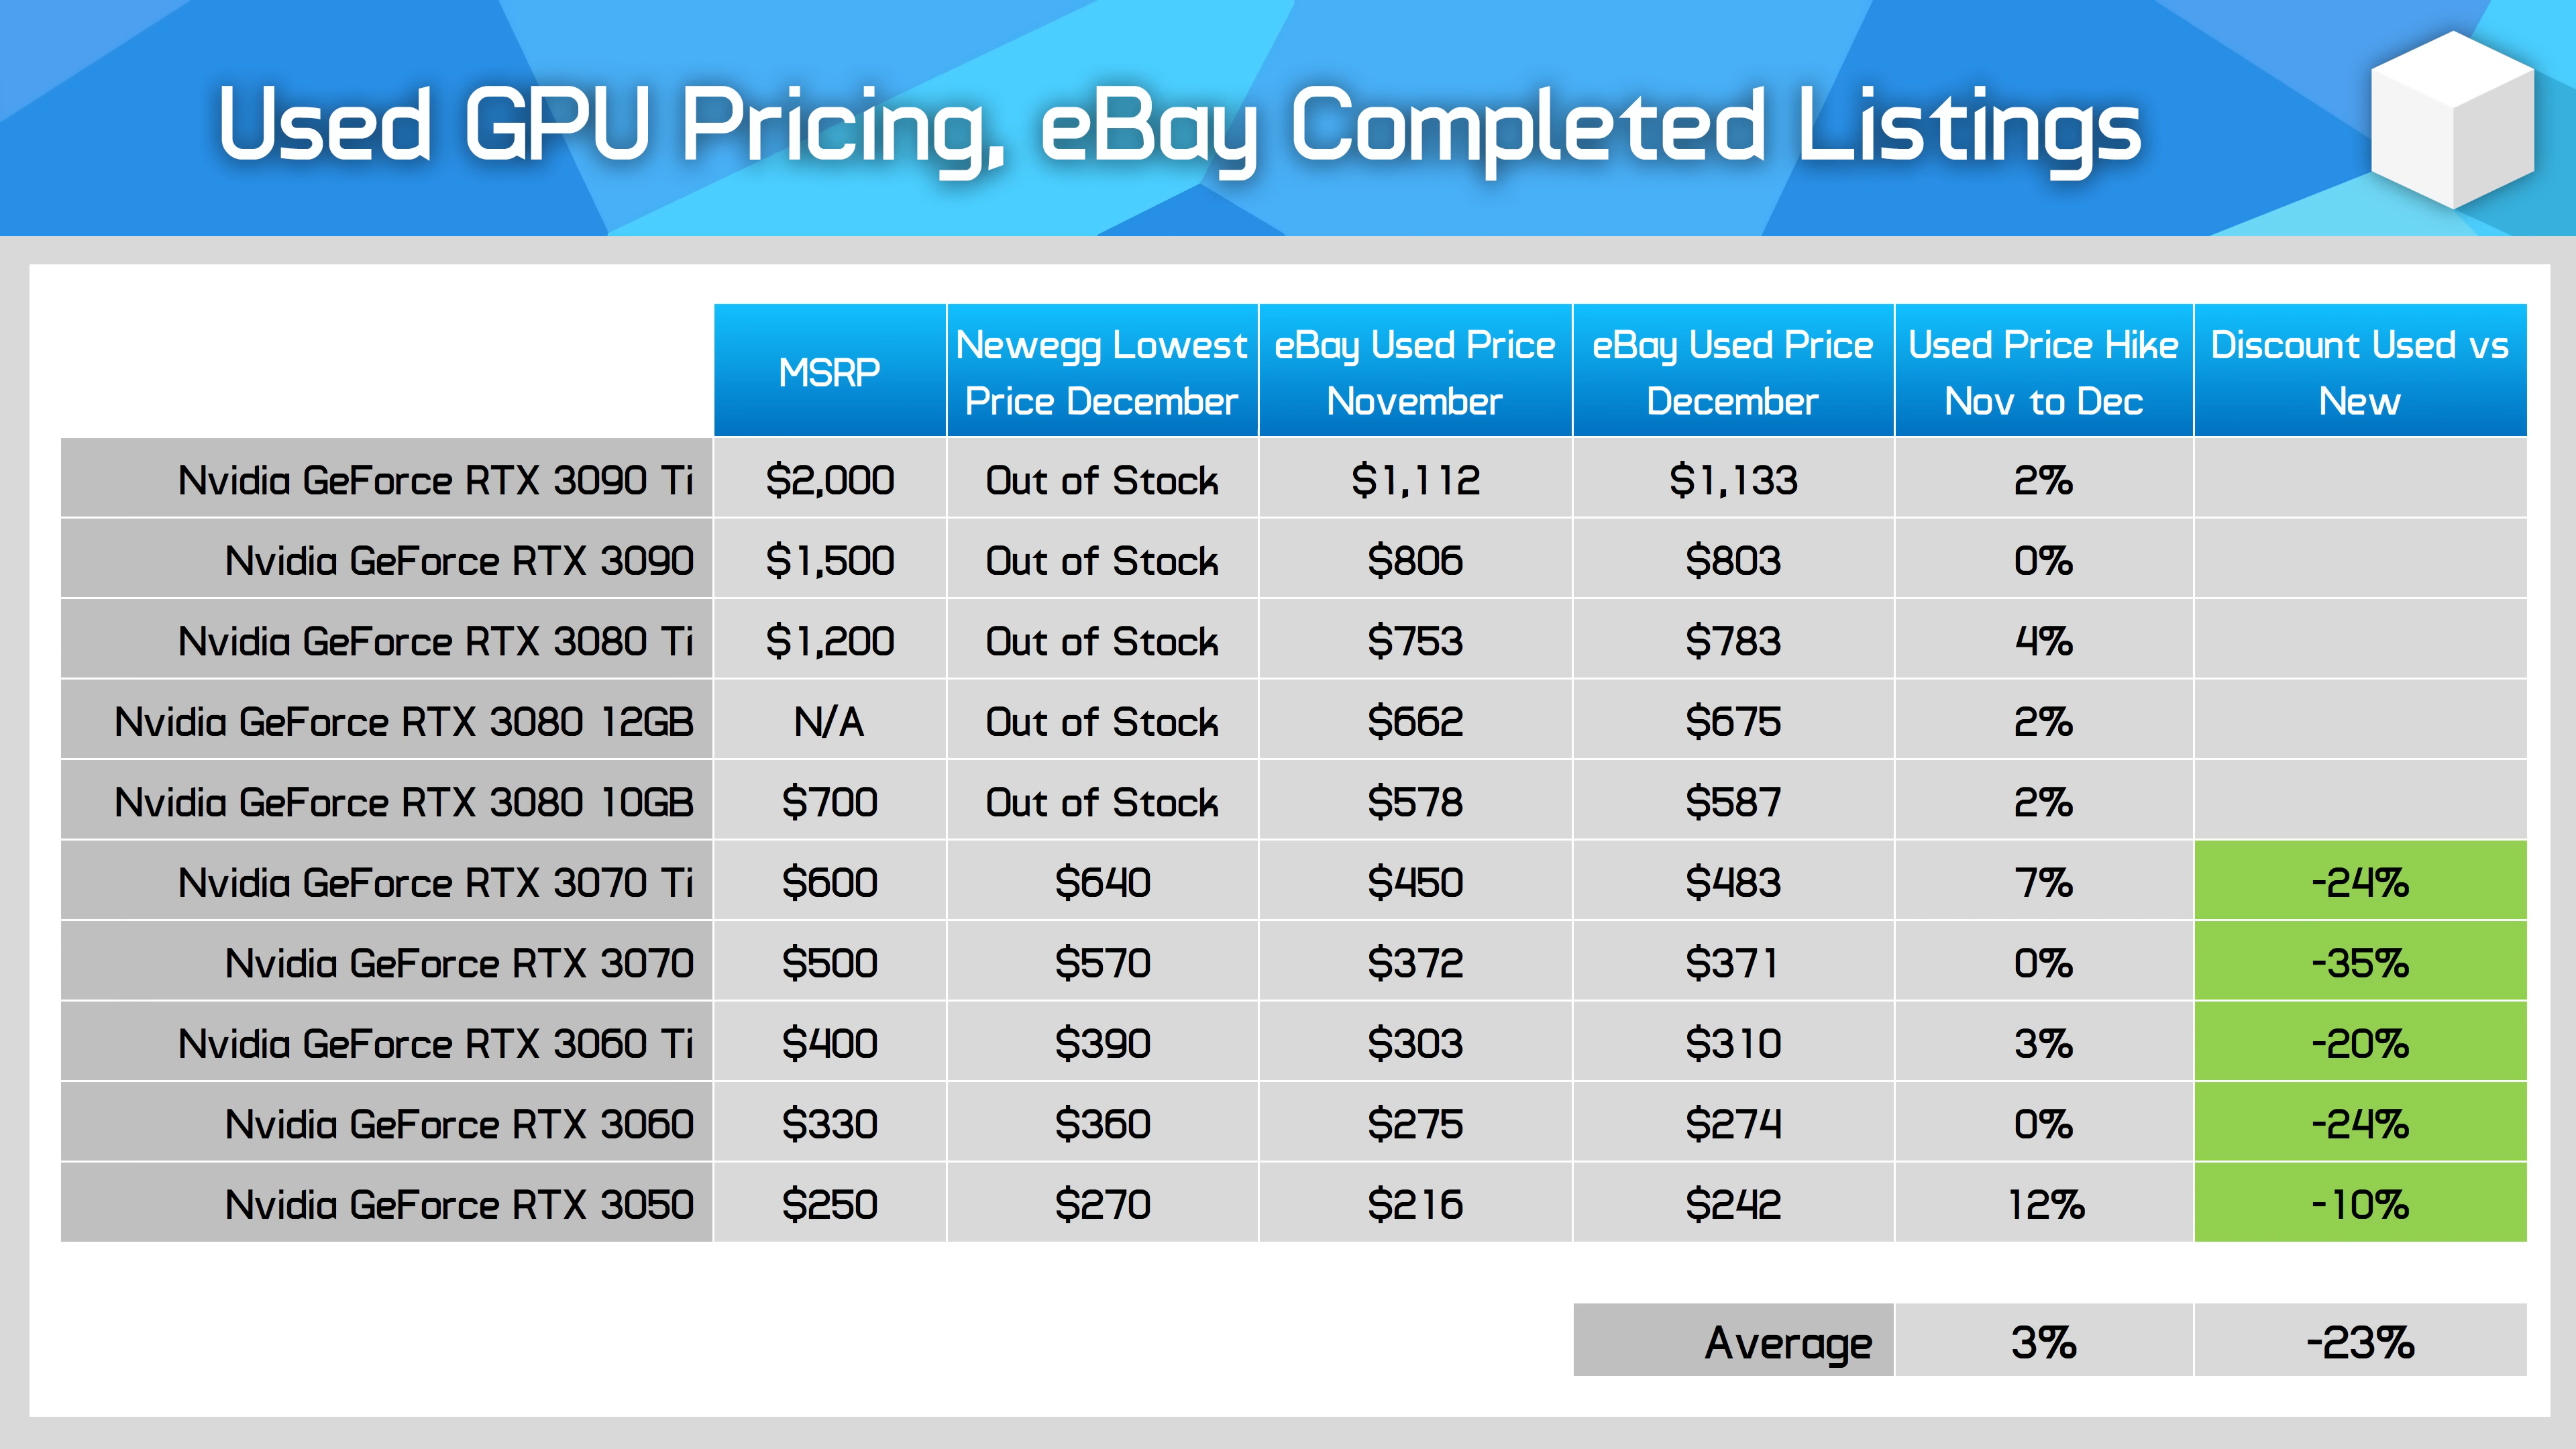 Used GPU Pricing, eBay Completed Listings
MSRP
Newegg Lowest
Price December
eBay Used Price
November
eBay Used Price
December
Used Price Hike
Nov to Dec
Discount Used vs
New
Nvidia GeForce RTX 3090 Ti $2,000 Out of Stock $1,112 $1,133 2%
Nvidia GeForce RTX 3090 $1,500 Out of Stock $806 $803 0%
Nvidia GeForce RTX 3080 Ti $1,200 Out of Stock $753 $783 4%
Nvidia GeForce RTX 3080 12GB N/A Out of Stock $662 $675 2%
Nvidia GeForce RTX 3080 10GB $700 Out of Stock $578 $587 2%
Nvidia GeForce RTX 3070 Ti $600 $640 $450 $483 7% -24%
Nvidia GeForce RTX 3070 $500 $570 $372 $371 0% -35%
Nvidia GeForce RTX 3060 Ti $400 $390 $303 $310 3% -20%
Nvidia GeForce RTX 3060 $330 $360 $275 $274 0% -24%
Nvidia GeForce RTX 3050 $250 $270 $216 $242 12% -10%
Average 3% -23%